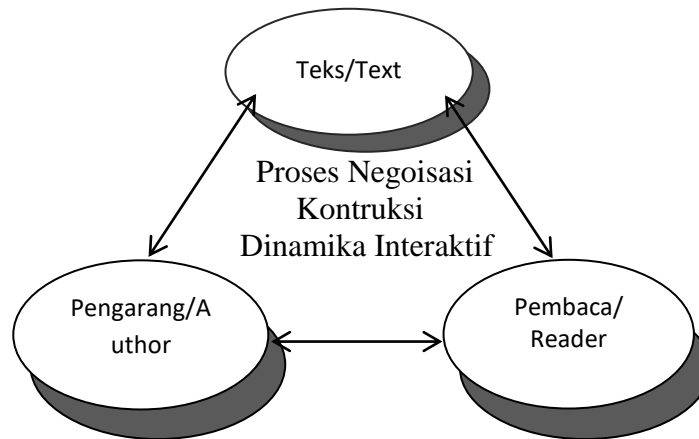 Teks/Text
Proses Negoisasi
Kontruksi
Dinamika Interaktif
Pengarang/A
uthor
Pembaca/
Reader